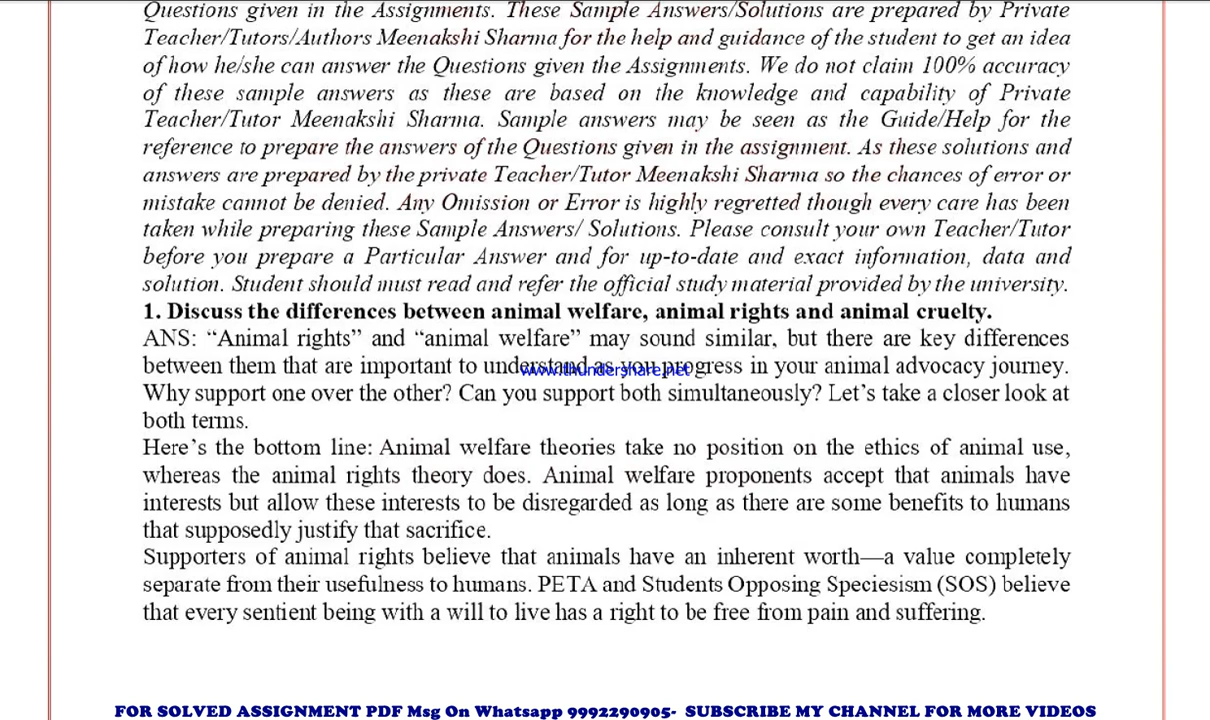 Questions given in the Assignments. These Sample Answers/Solutions are prepared by Private
Teacher/Tutors/Authors Meenakshi Sharma for the help and guidance of the student to get an idea
of how he/she can answer the Questions given the Assignments. We do not claim 100% accuracy
of these sample answers as these are based on the knowledge and capability of Private
Teacher/Tutor Meenakshi Sharma. Sample answers may be seen as the Guide/Help for the
reference to prepare the answers of the Questions given in the assignment. As these solutions and
answers are prepared by the private Teacher/Tutor Meenakshi Sharma so the chances of error or
mistake cannot be denied. Any Omission or Error is highly regretted though every care has been
taken while preparing these Sample Answers/ Solutions. Please consult your own Teacher/Tutor
before you prepare a Particular Answer and for up-to-date and exact information, data and
solution. Student should must read and refer the official study material provided by the university.
1. Discuss the differences between animal welfare, animal rights and animal cruelty.
ANS: “Animal rights” and “animal welfare” may sound similar, but there are key differences
between them that are important to understand as you progress in your animal advocacy journey.
www.thundershare.net
Why support one over the other? Can you support both simultaneously? Let’s take a closer look at
both terms.
Here’s the bottom line: Animal welfare theories take no position on the ethics of animal use,
whereas the animal rights theory does. Animal welfare proponents accept that animals have
interests but allow these interests to be disregarded as long as there are some benefits to humans
that supposedly justify that sacrifice.
Supporters of animal rights believe that animals have an inherent worth—a value completely
separate from their usefulness to humans. PETA and Students Opposing Speciesism (SOS) believe
that every sentient being with a will to live has a right to be free from pain and suffering.
FOR SOLVED ASSIGNMENT PDF Msg On Whatsapp 9992290905- SUBSCRIBE MY CHANNEL FOR MORE VIDEOS